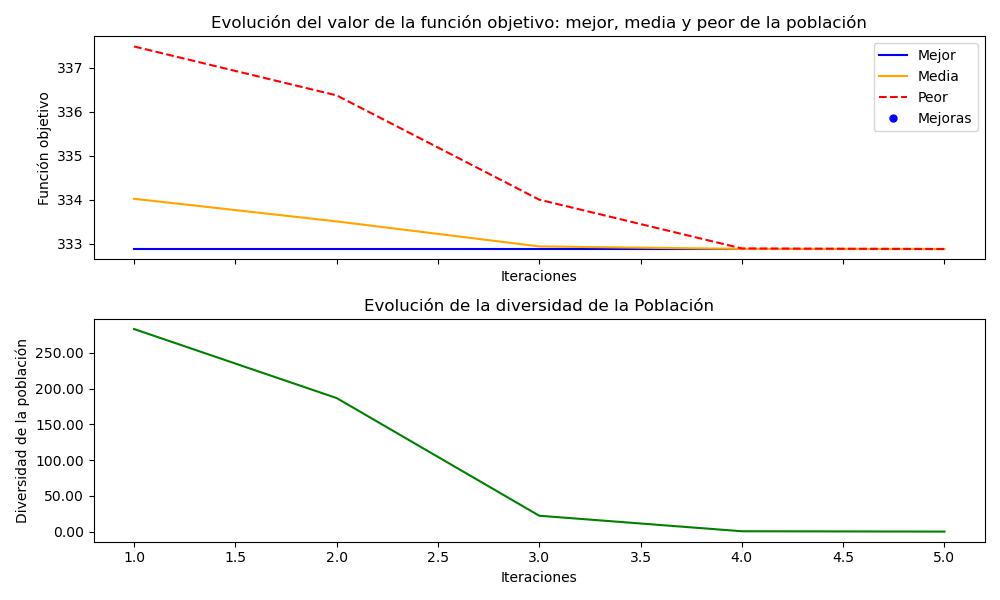 Evolución del valor de la función objetivo: mejor, media y peor de la población
Función objetivo
337
336
335
334
333
Mejor
Media
Peor
Mejoras
Iteraciones
Evolución de la diversidad de la Población
Diversidad de la población
250.00
200.00
150.00
100.00
50.00
0.00
1.0 1.5 2.0 2.5 3.0 3.5 4.0 4.5 5.0
Iteraciones